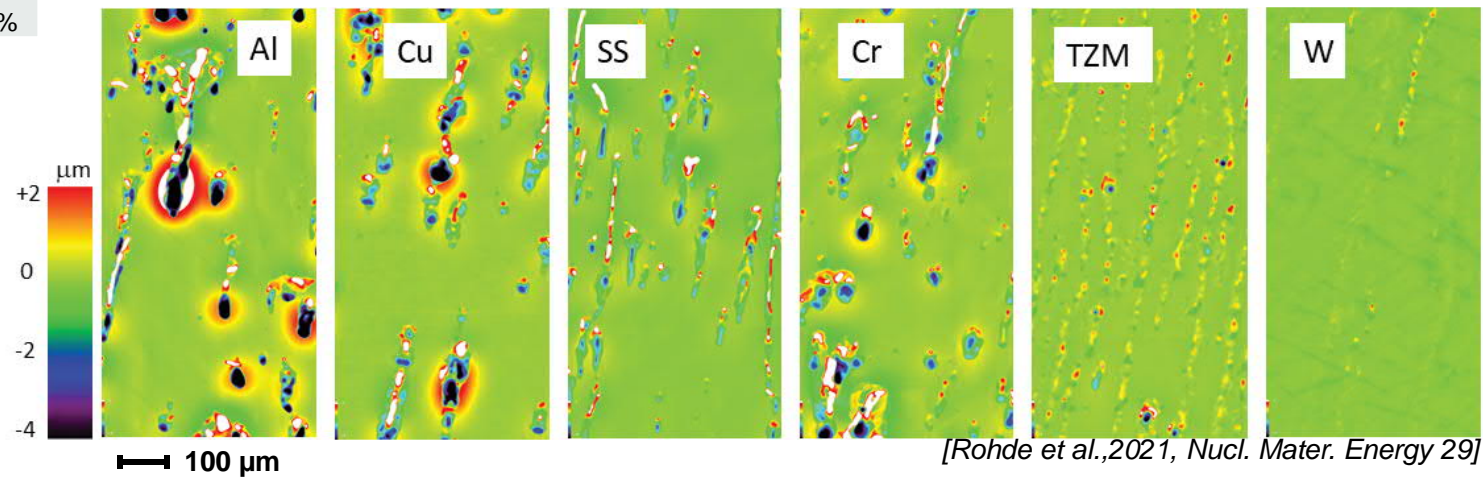 %
Al
Cu
SS
Cr
TZM
W
μm
+2
0
-2
-4
100 μm
[Rohde et al.,2021, Nucl. Mater. Energy 29]